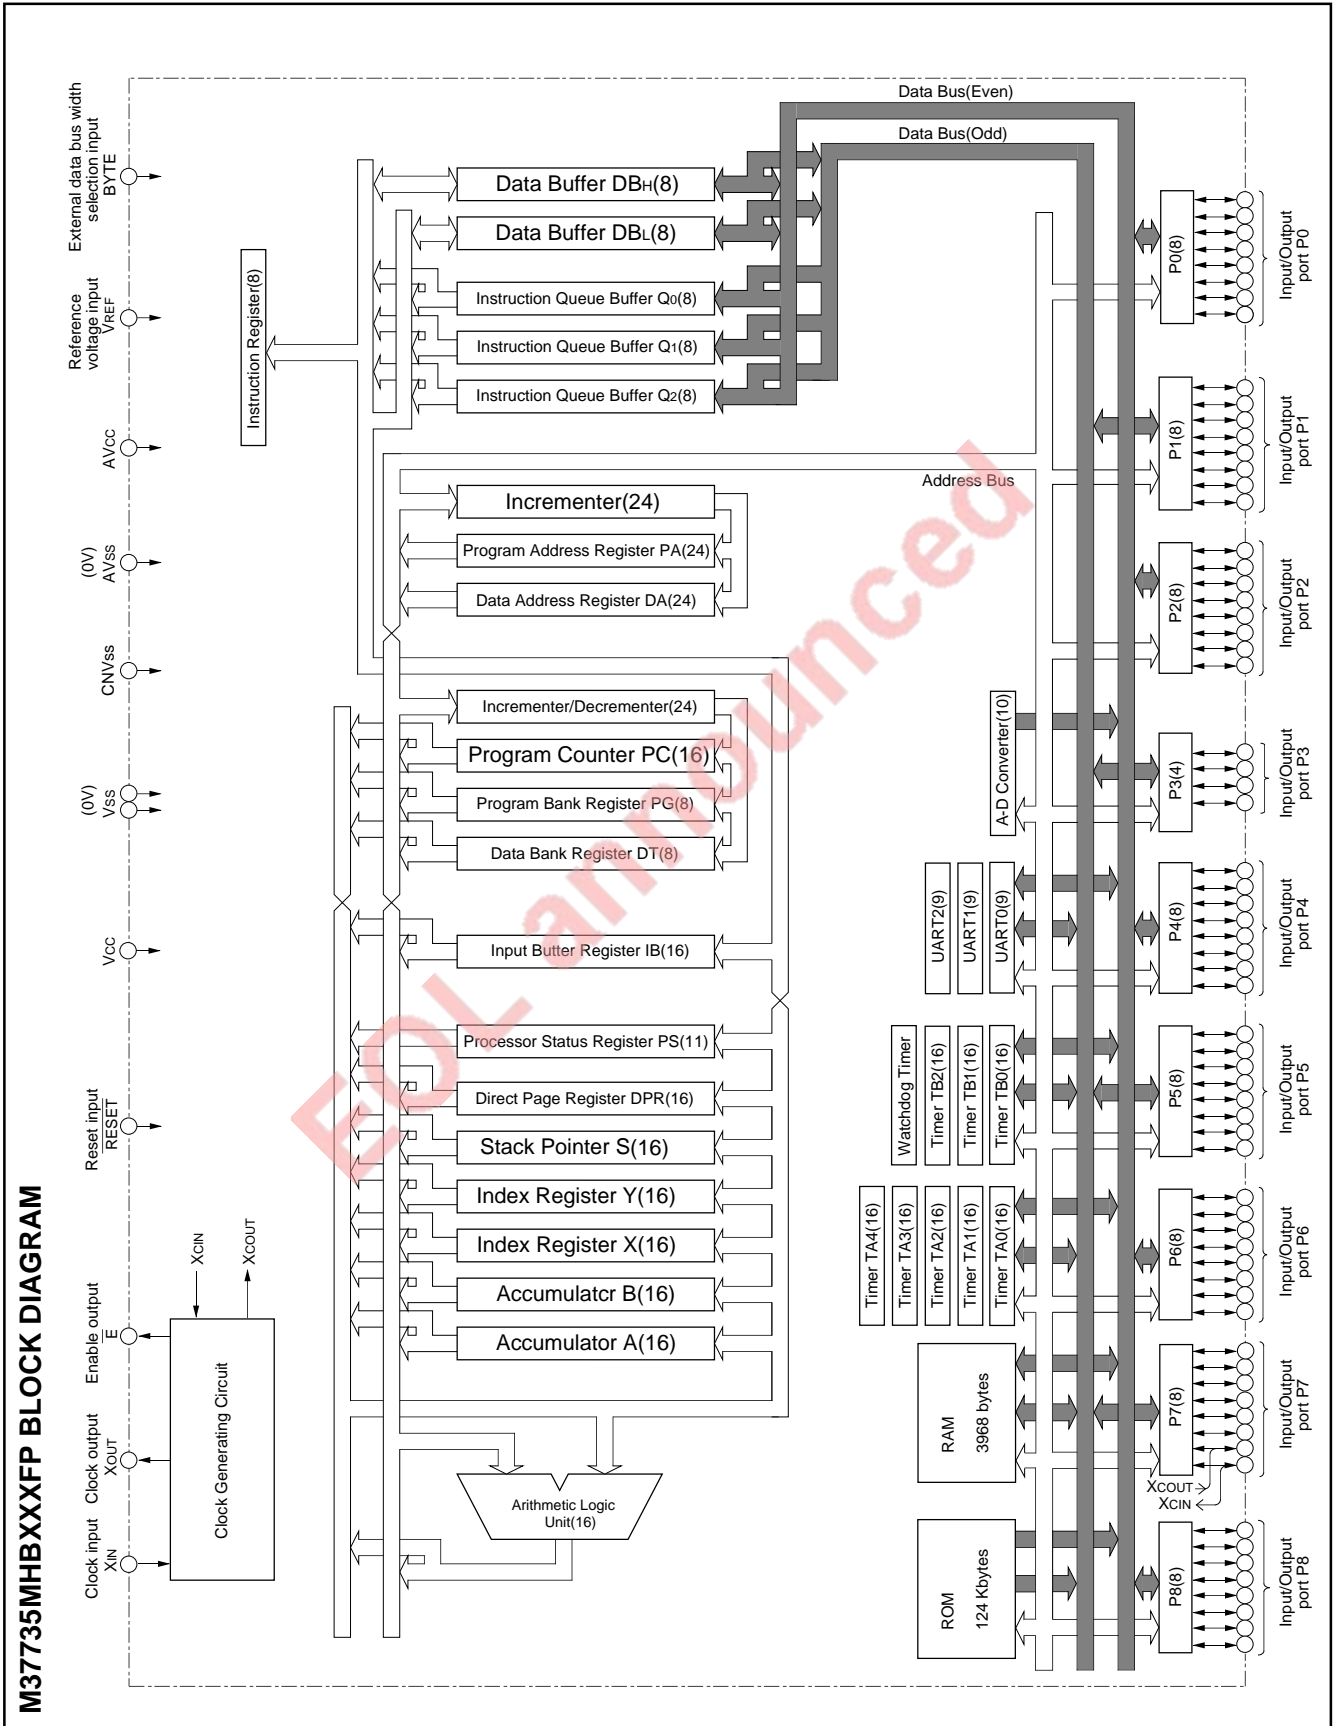 M37735MHBXXXFP BLOCK DIAGRAM
Clock input
XIN
Clock output
XOUT
Enable output
E
Reset input
RESET
VCC
(0V)
VSS
CNVSS
(0V)
AVSS
AVCC
Reference
voltage input
VREF
External data bus width
selection input
BYTE
Clock Generating Circuit
XCIN
XCOUT
Instruction Register(8)
Data Bus(Even)
Data Bus(Odd)
Data Buffer DBH(8)
Data Buffer DBL(8)
Instruction Queue Buffer Q0(8)
Instruction Queue Buffer Q1(8)
Instruction Queue Buffer Q2(8)
Address Bus
Incrementer(24)
Program Address Register PA(24)
Data Address Register DA(24)
Incrementer/Decrementer(24)
Program Counter PC(16)
Program Bank Register PG(8)
Data Bank Register DT(8)
Input Butter Register IB(16)
Processor Status Register PS(11)
Direct Page Register DPR(16)
Stack Pointer S(16)
Index Register Y(16)
Index Register X(16)
Accumulatcr B(16)
Accumulator A(16)
Arithmetic Logic
Unit(16)
EOL announced
A-D Converter(10)
UART2(9)
UART1(9)
UART0(9)
Watchdog Timer
Timer TB2(16)
Timer TB1(16)
Timer TB0(16)
Timer TA4(16)
Timer TA3(16)
Timer TA2(16)
Timer TA1(16)
Timer TA0(16)
RAM
3968 bytes
ROM
124 Kbytes
P0(8)
P1(8)
P2(8)
P3(4)
P4(8)
P5(8)
P6(8)
P7(8)
XCOUT
XCIN
P8(8)
Input/Output
port P0
Input/Output
port P1
Input/Output
port P2
Input/Output
port P3
Input/Output
port P4
Input/Output
port P5
Input/Output
port P6
Input/Output
port P7
Input/Output
port P8